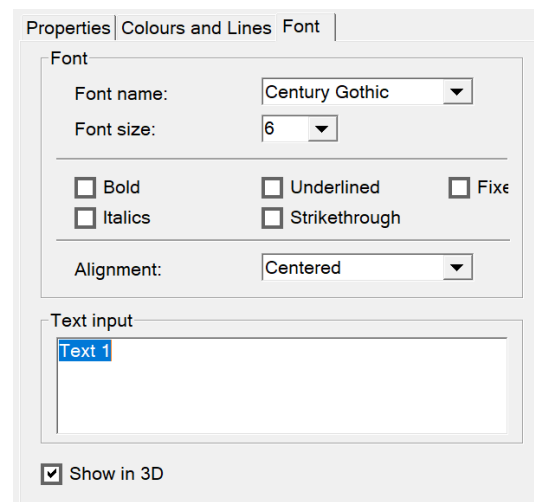 Properties Colours and Lines Font
Font
Font name: Century Gothic
Font size: 6
Bold Underlined Fixe
Italics Strikethrough
Alignment: Centered
Text input
Text 1
Show in 3D